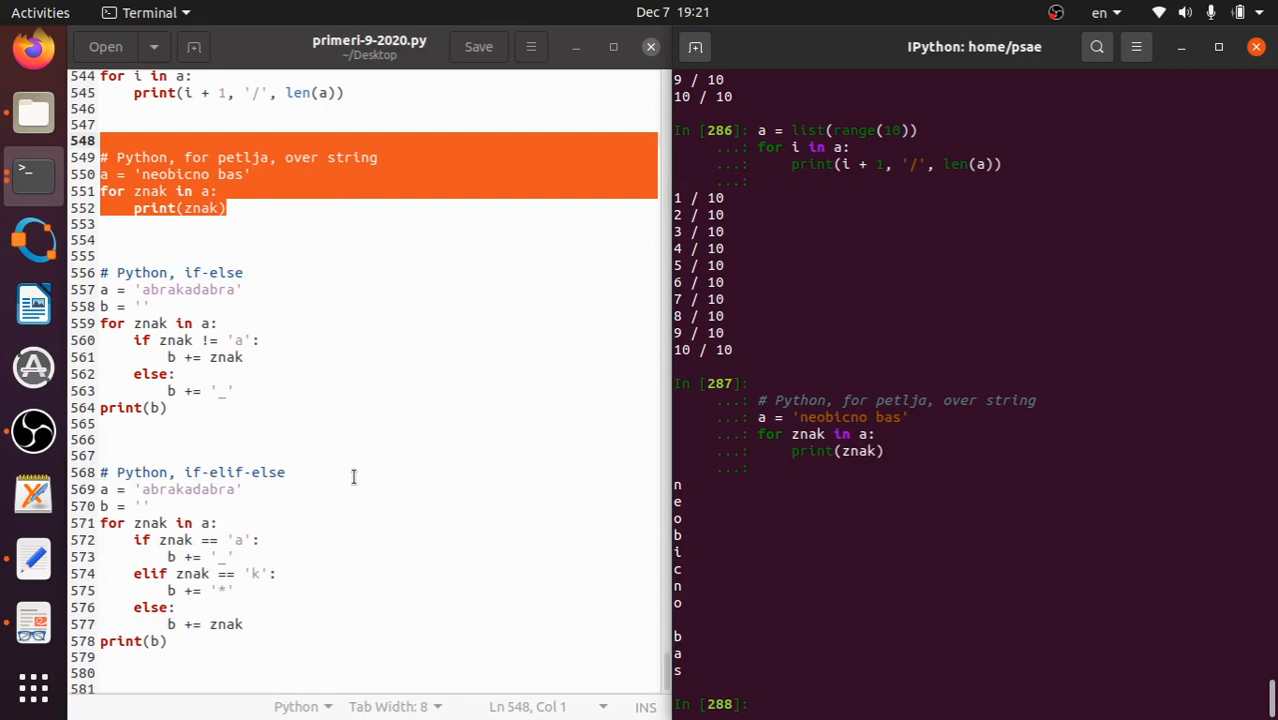 Activities
Terminal
Dec 7 19:21
en
Open
primeri-9-2020.py
~/Desktop
Save
544 for i in a:
545     print(i + 1, '/', len(a))
546
547
548
549 # Python, for petlja, over string
550 a = 'neobicno bas'
551 for znak in a:
552     print(znak)
553
554
555
556 # Python, if-else
557 a = 'abrakadabra'
558 b = ''
559 for znak in a:
560     if znak != 'a':
561         b += znak
562     else:
563         b += '_'
564 print(b)
565
566
567
568 # Python, if-elif-else
569 a = 'abrakadabra'
570 b = ''
571 for znak in a:
572     if znak == 'a':
573         b += '_'
574     elif znak == 'k':
575         b += '*'
576     else:
577         b += znak
578 print(b)
579
580
581
Python
Tab Width: 8
Ln 548, Col 1
INS
IPython: home/psae
9 / 10
10 / 10
In [286]: a = list(range(10))
     ...: for i in a:
     ...:     print(i + 1, '/', len(a))
     ...:
1 / 10
2 / 10
3 / 10
4 / 10
5 / 10
6 / 10
7 / 10
8 / 10
9 / 10
10 / 10
In [287]:
     ...: # Python, for petlja, over string
     ...: a = 'neobicno bas'
     ...: for znak in a:
     ...:     print(znak)
     ...:
n
e
o
b
i
c
n
o
b
a
s
In [288]: